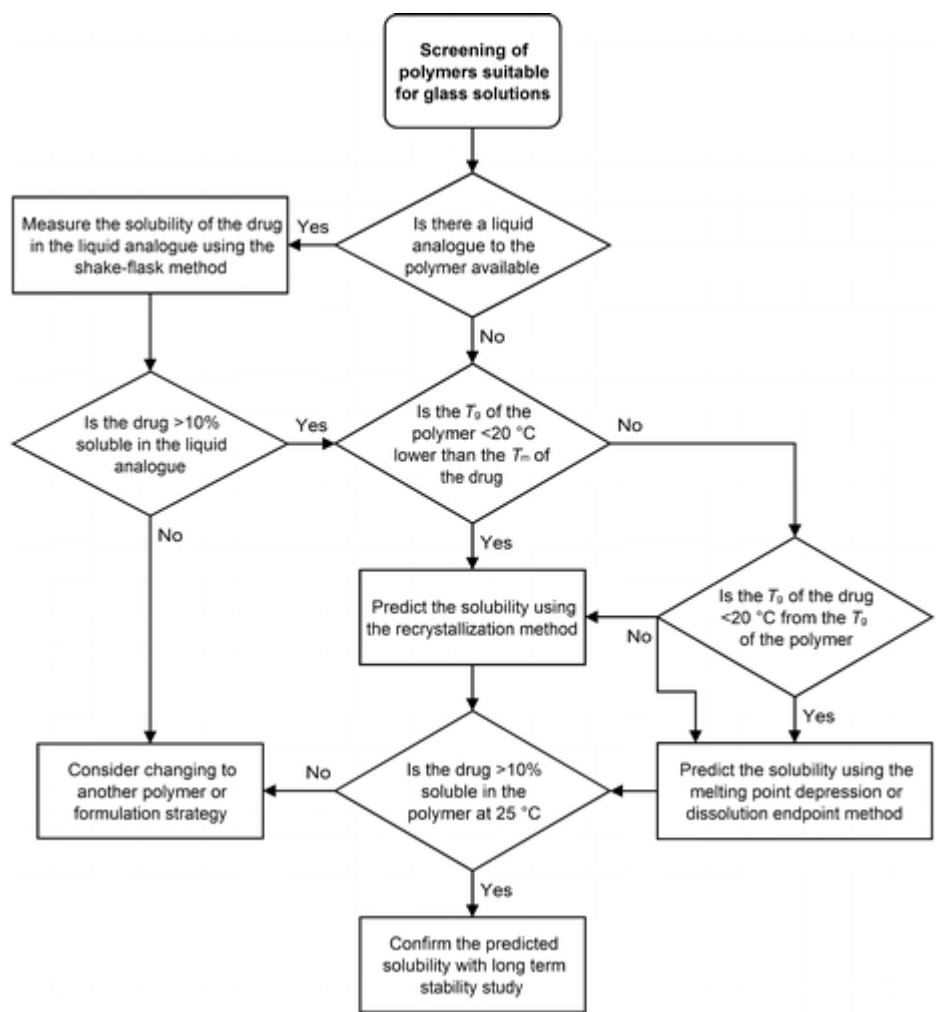 Screening of
polymers suitable
for glass solutions
Is there a liquid
analogue to the
polymer available
Yes
Measure the solubility of the drug
in the liquid analogue using the
shake-flask method
No
Is the drug >10%
soluble in the liquid
analogue
Yes
Is the Tg of the
polymer <20 °C
lower than the Tm of
the drug
No
No
Yes
Predict the solubility using
the recrystallization method
Is the Tg of the drug
<20 °C from the Tg
of the polymer
No
Yes
Consider changing to
another polymer or
formulation strategy
No
Is the drug >10%
soluble in the
polymer at 25 °C
Predict the solubility using the
melting point depression or
dissolution endpoint method
Yes
Confirm the predicted
solubility with long term
stability study